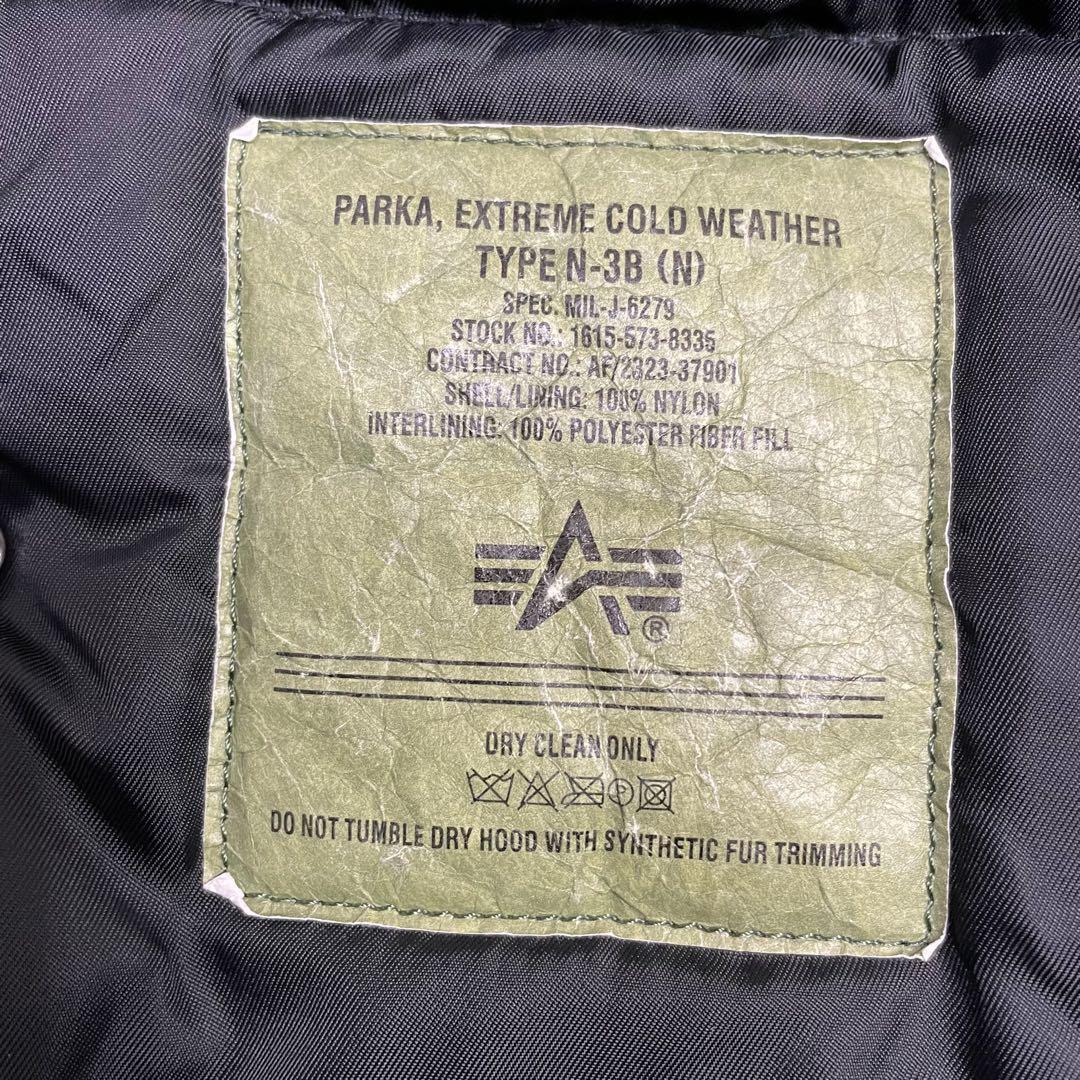 PARKA, EXTREME COLD WEATHER
TYPE N-3B (N)
SPEC. MIL-J-6279
STOCK NO.: 1615-573-8335
CONTRACT NO.: AF/2323-37901
SHELL/LINING: 100% NYLON
INTERLINING: 100% POLYESTER FIBER FILL
®
DRY CLEAN ONLY
P
DO NOT TUMBLE DRY HOOD WITH SYNTHETIC FUR TRIMMING